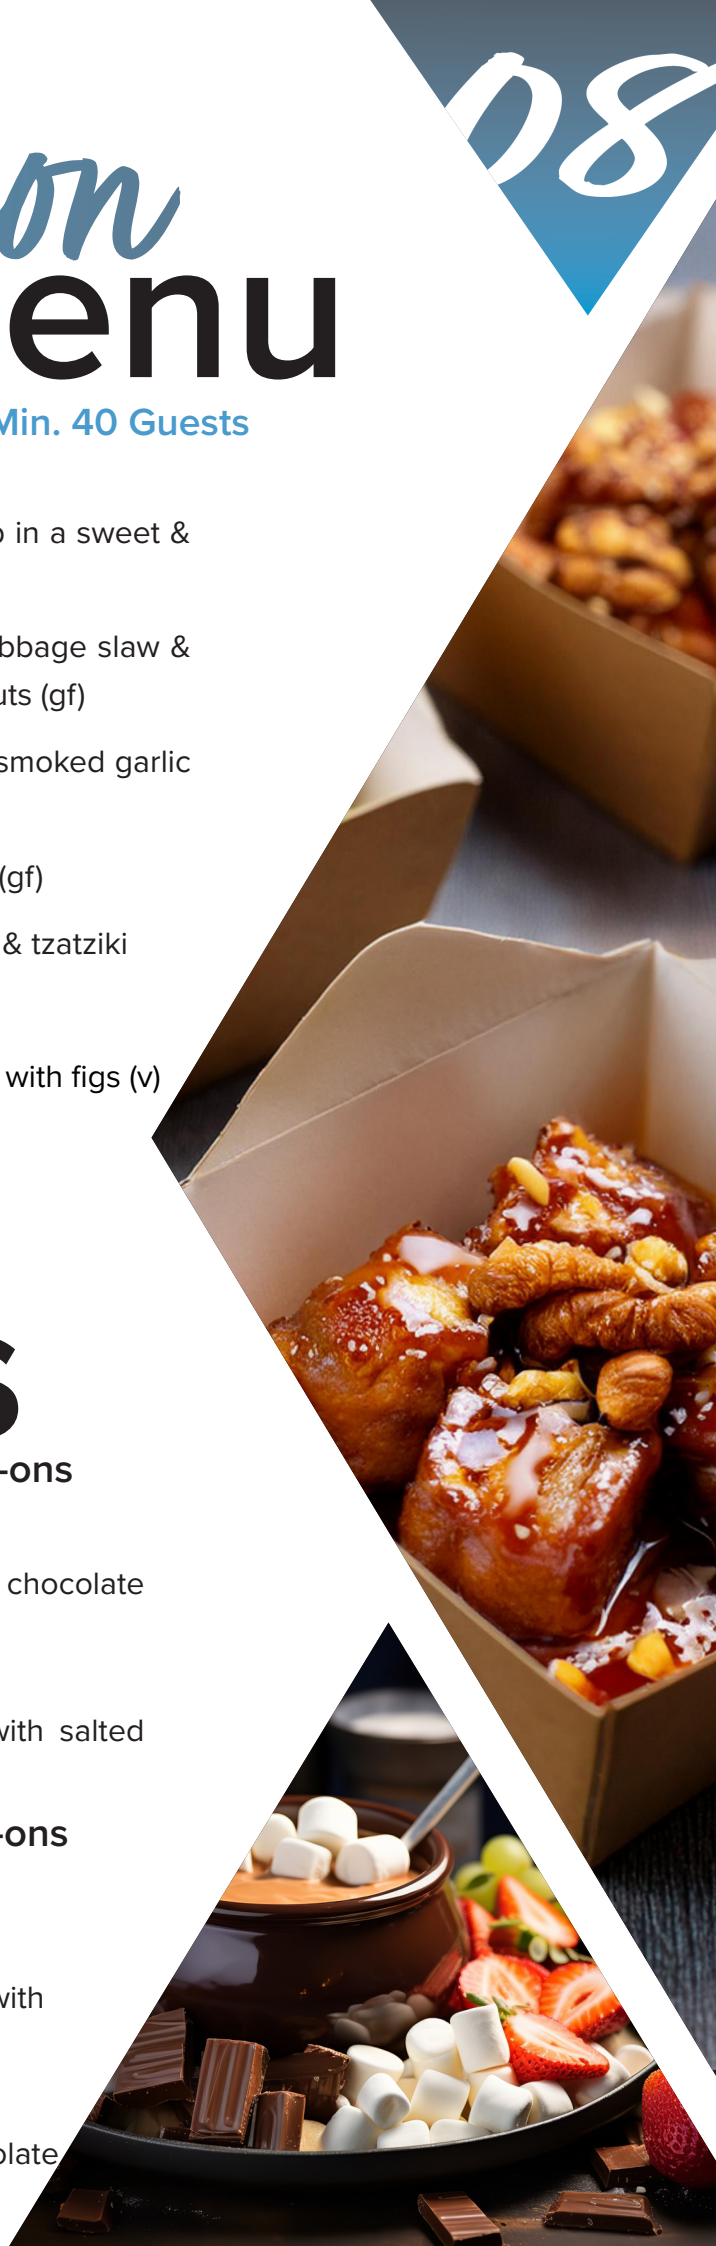 08
on
enu
Min. 40 Guests
in a sweet &
bbage slaw &
uts (gf)
smoked garlic
(gf)
& tzatziki
with figs (v)
s
-ons
chocolate
with salted
-ons
with
olate